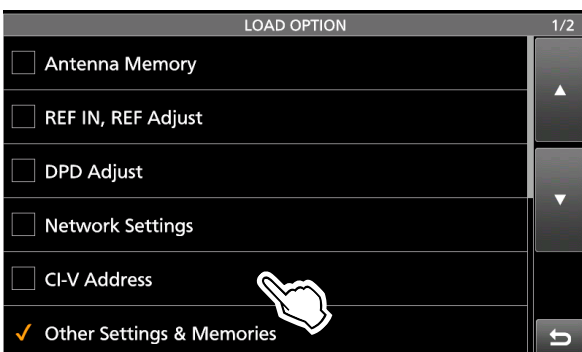 LOAD OPTION 1/2
Antenna Memory
REF IN, REF Adjust
DPD Adjust
Network Settings
CI-V Address
Other Settings & Memories